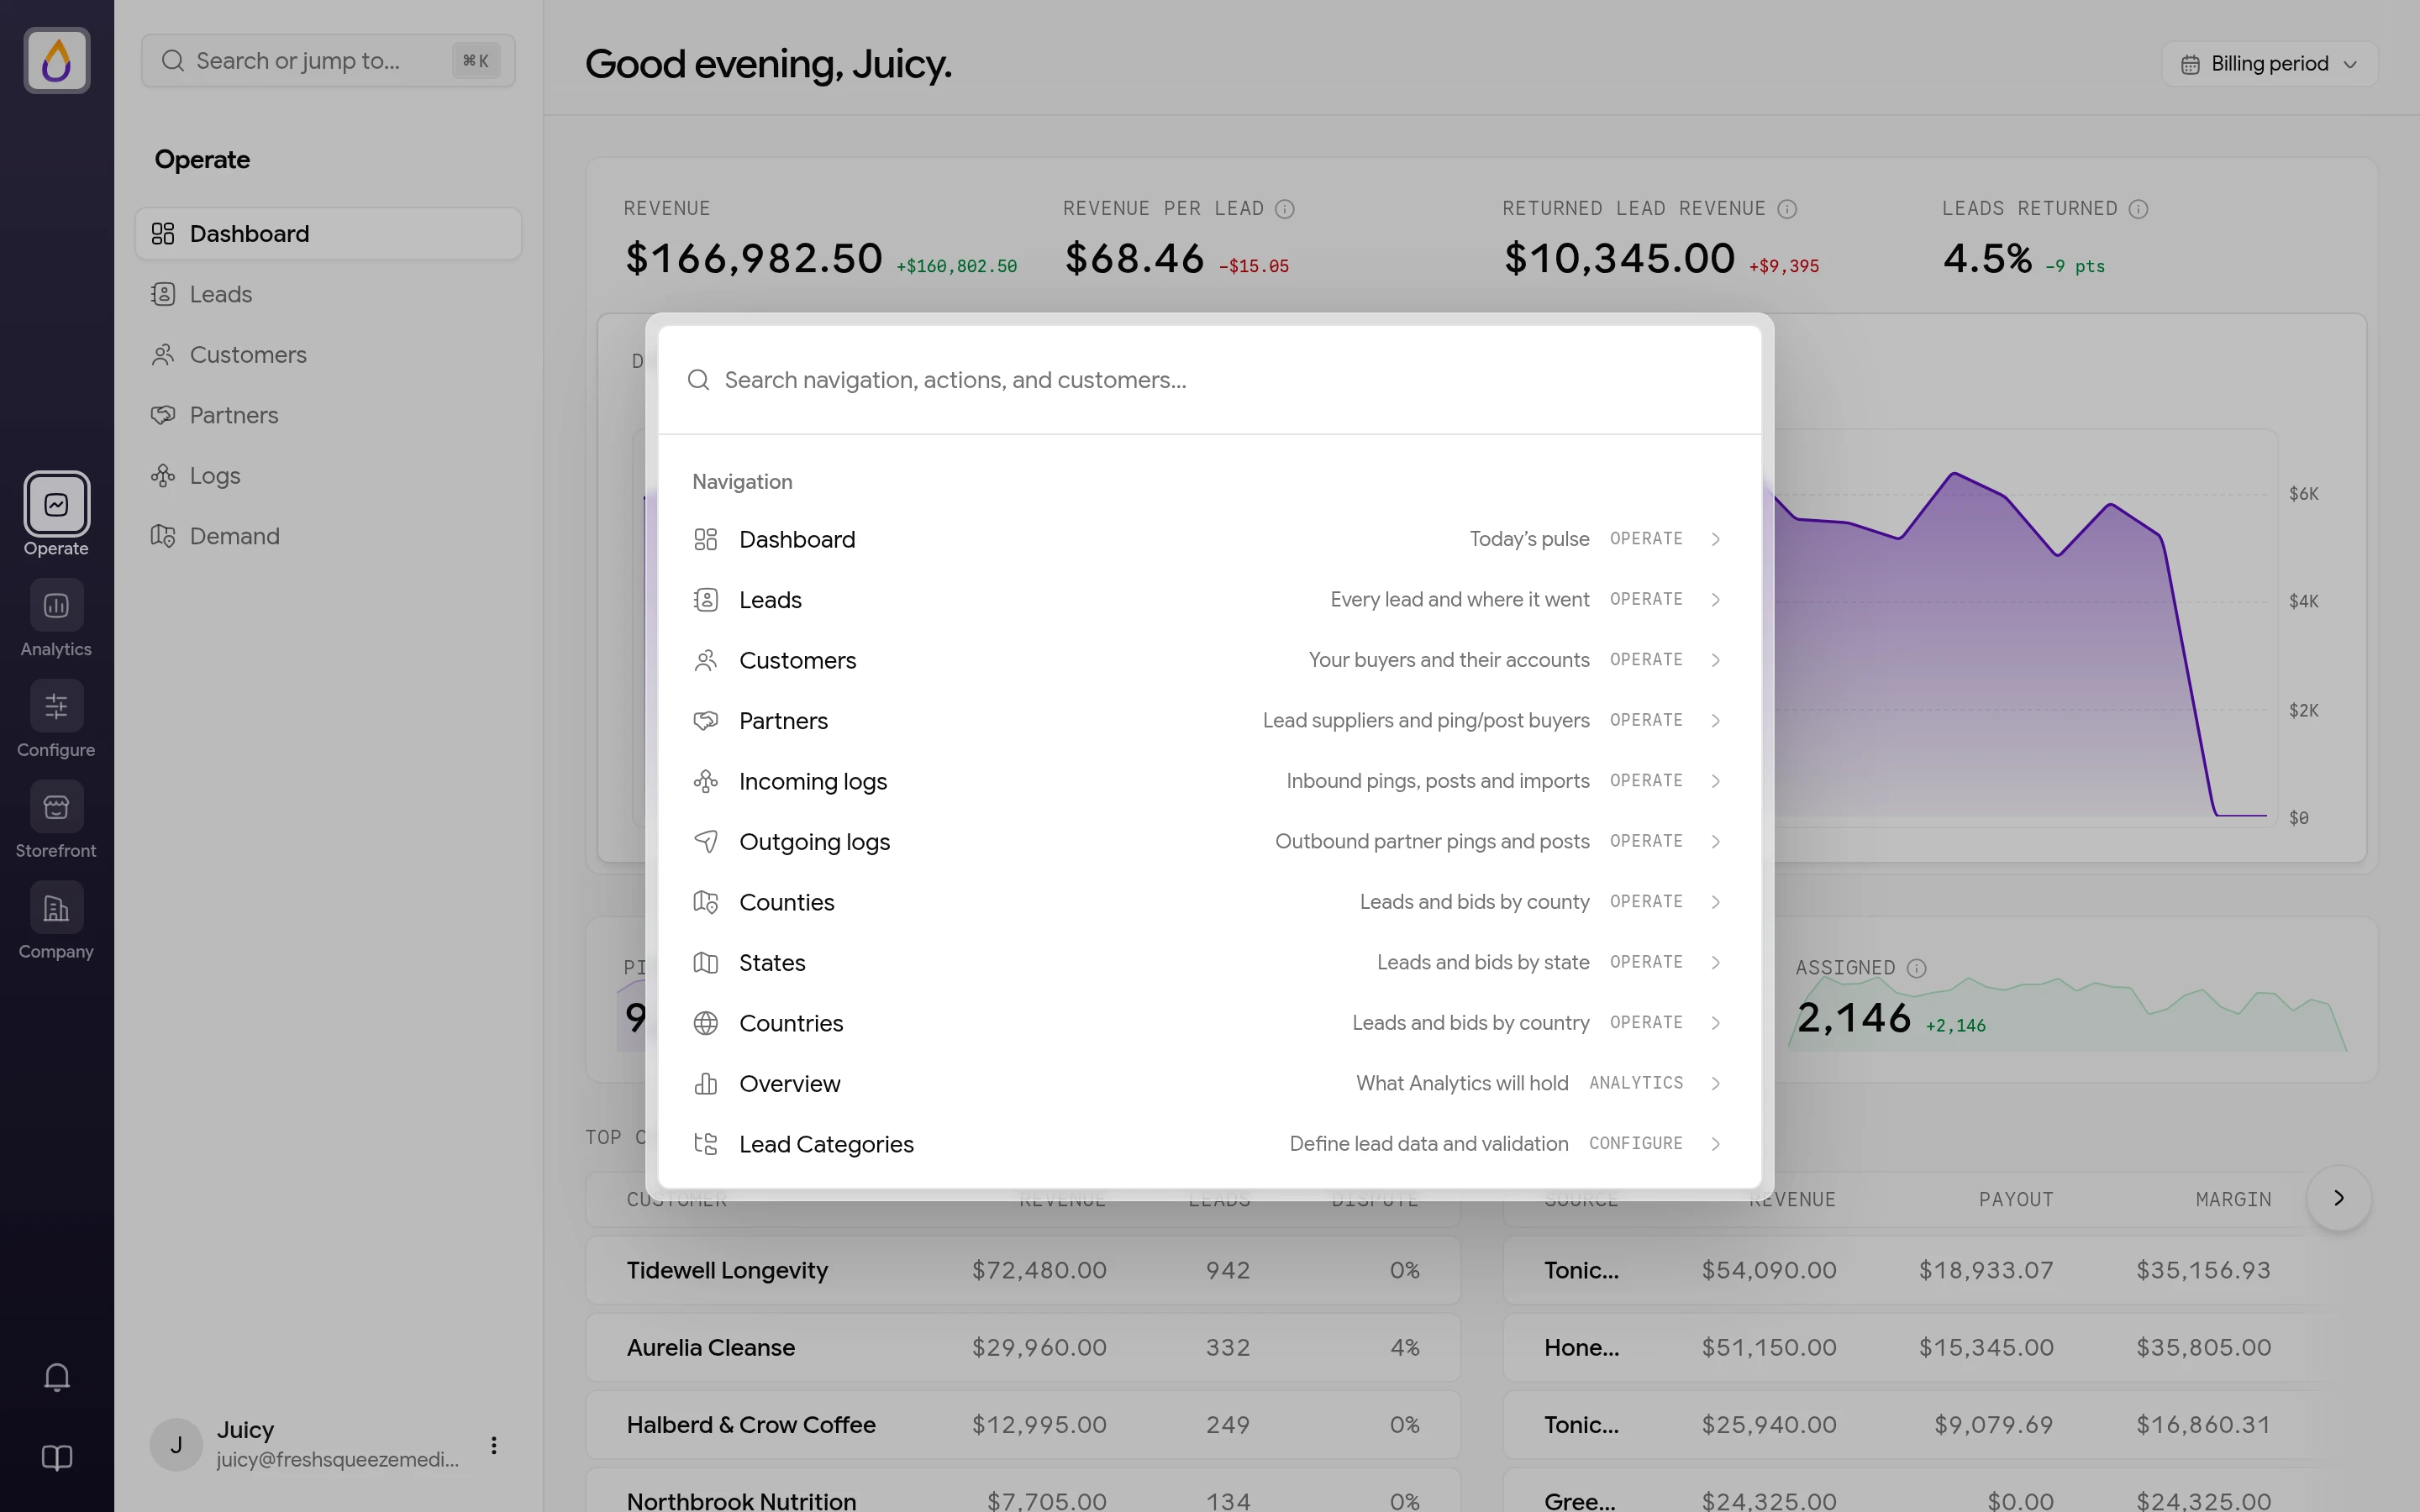 Search or jump to...
⌘K
Operate
Dashboard
Leads
Customers
Partners
Logs
Demand
Operate
Analytics
Configure
Storefront
Company
J
Juicy
juicy@freshsqueezemedi...
Good evening, Juicy.
Billing period
REVENUE
$166,982.50 +$160,802.50
REVENUE PER LEAD
$68.46 −$15.05
RETURNED LEAD REVENUE
$10,345.00 +$9,395
LEADS RETURNED
4.5% −9 pts
$6K
$4K
$2K
$0
Search navigation, actions, and customers...
Navigation
Dashboard Today's pulse OPERATE
Leads Every lead and where it went OPERATE
Customers Your buyers and their accounts OPERATE
Partners Lead suppliers and ping/post buyers OPERATE
Incoming logs Inbound pings, posts and imports OPERATE
Outgoing logs Outbound partner pings and posts OPERATE
Counties Leads and bids by county OPERATE
States Leads and bids by state OPERATE
Countries Leads and bids by country OPERATE
Overview What Analytics will hold ANALYTICS
Lead Categories Define lead data and validation CONFIGURE
ASSIGNED
2,146 +2,146
TOP
CUSTOMER REVENUE LEADS DISPUTE
Tidewell Longevity $72,480.00 942 0%
Aurelia Cleanse $29,960.00 332 4%
Halberd & Crow Coffee $12,995.00 249 0%
Northbrook Nutrition $7,705.00 134 0%
SOURCE REVENUE PAYOUT MARGIN
Tonic... $54,090.00 $18,933.07 $35,156.93
Hone... $51,150.00 $15,345.00 $35,805.00
Tonic... $25,940.00 $9,079.69 $16,860.31
Gree... $24,325.00 $0.00 $24,325.00